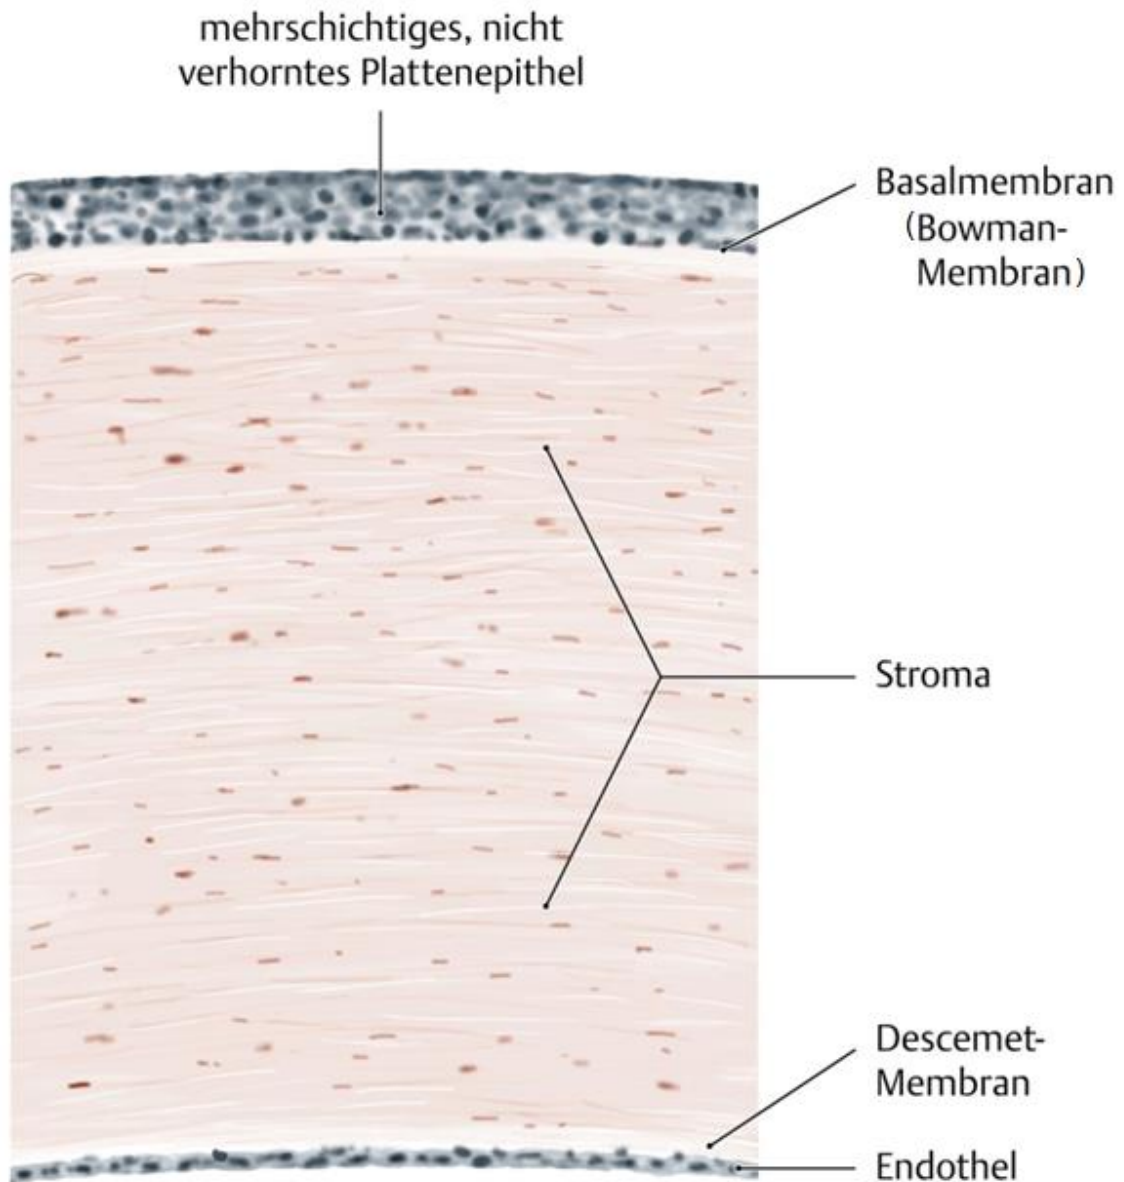 mehrschichtiges, nicht
verhorntes Plattenepithel
Basalmembran
(Bowman-
Membran)
Stroma
Descemet-
Membran
Endothel